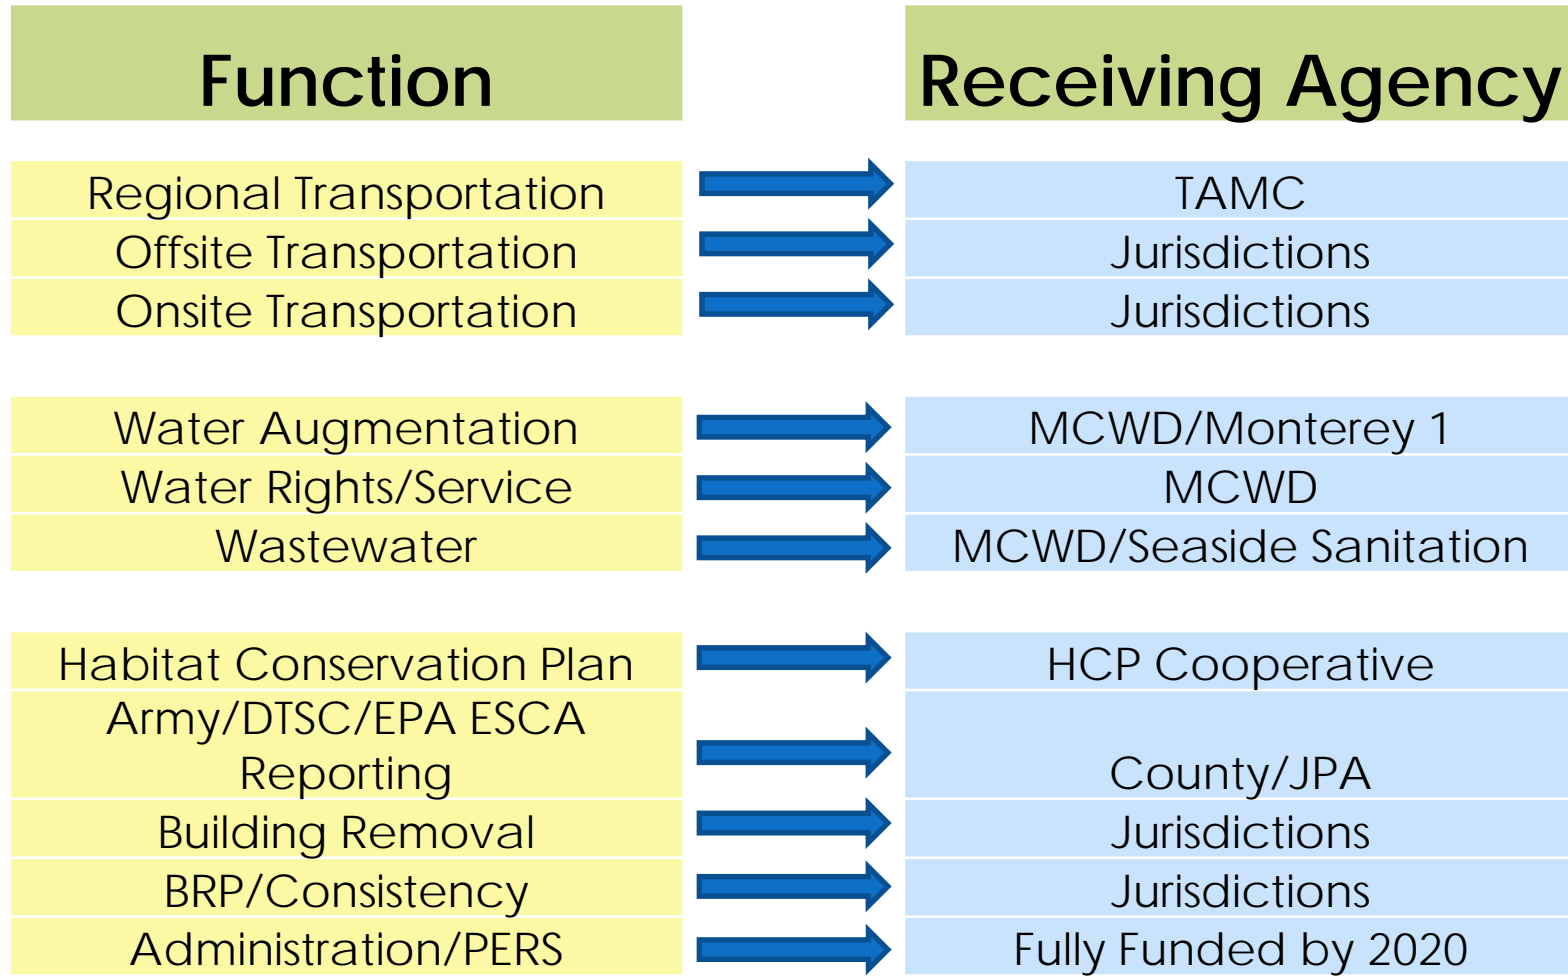 Function Receiving Agency
Regional Transportation TAMC
Offsite Transportation Jurisdictions
Onsite Transportation Jurisdictions
Water Augmentation MCWD/Monterey 1
Water Rights/Service MCWD
Wastewater MCWD/Seaside Sanitation
Habitat Conservation Plan HCP Cooperative
Army/DTSC/EPA ESCA
Reporting County/JPA
Building Removal Jurisdictions
BRP/Consistency Jurisdictions
Administration/PERS Fully Funded by 2020